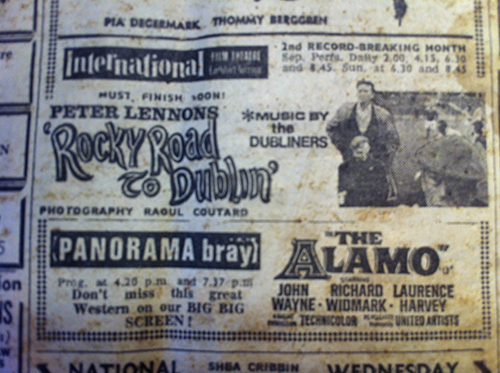 PIA DEGERMARK THOMMY BERGGREN
International
FILM THEATRE
2nd RECORD-BREAKING MONTH
Sep. Perfs. Daily 2.00, 4.15, 6.30
and 8.45. Sun. at 6.30 and 8.45
MUST FINISH SOON!
PETER LENNONS
'Rocky Road
to Dublin'
*MUSIC BY
the
DUBLINERS
PHOTOGRAPHY RAOUL COUTARD
(PANORAMA bray)
Prog. at 4.20 p.m. and 7.17 p.m
Don't miss this great
Western on our BIG BIG
SCREEN!
"THE
ALAMO"
STARRING
JOHN RICHARD LAURENCE
WAYNE · WIDMARK · HARVEY
TECHNICOLOR UNITED ARTISTS
NATIONAL SHEA CRIBBIN WEDNESDAY